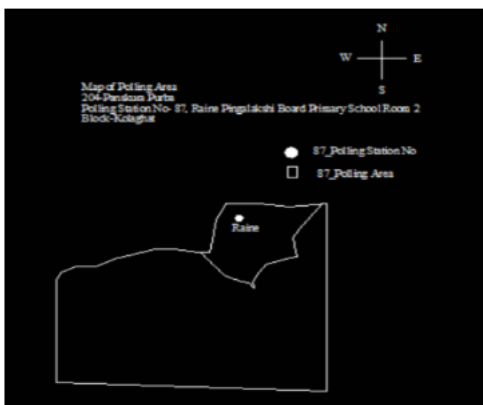 N
W E
S
Map of Polling Area
204-Panskura Purba
Polling Station No- 87, Raine Pingalakshi Board Primary School Room 2
Block-Kolaghat
87_Polling Station No
87_Polling Area
Raine